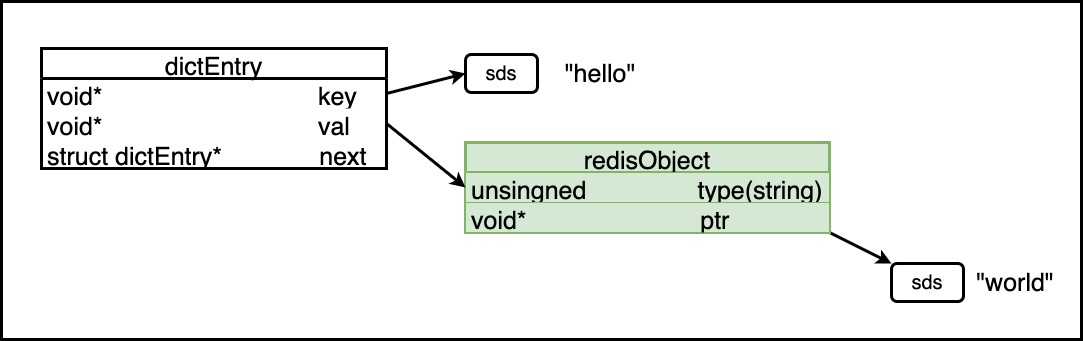 dictEntry
void* key
void* val
struct dictEntry* next
sds "hello"
redisObject
unsingned type(string)
void* ptr
sds "world"